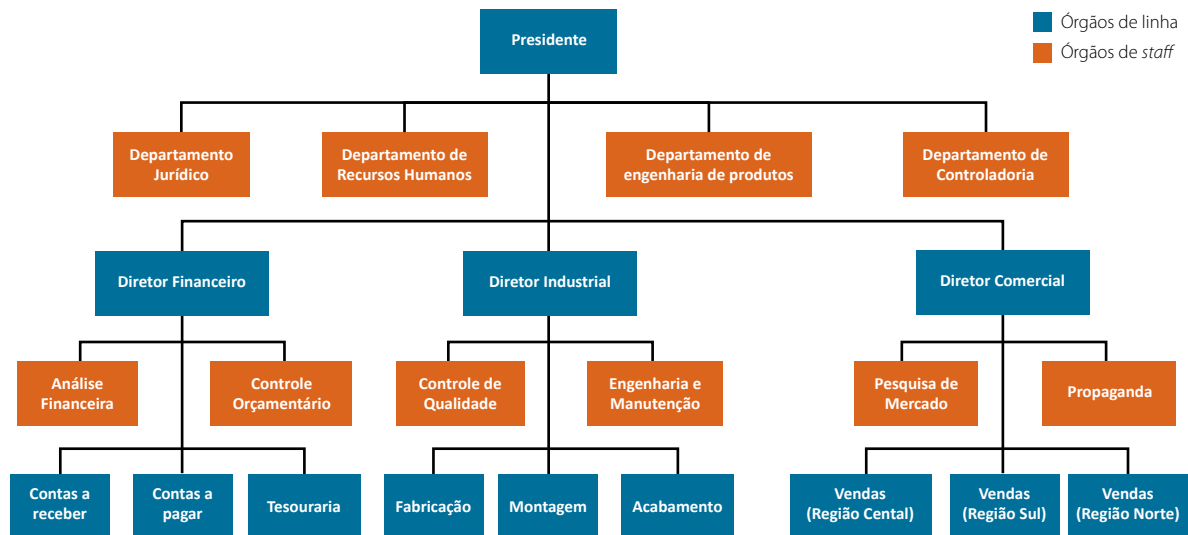 Presidente
Órgãos de linha
Órgãos de staff
Departamento
Jurídico
Departamento de
Recursos Humanos
Departamento de
engenharia de produtos
Departamento de
Controladoria
Diretor Financeiro
Diretor Industrial
Diretor Comercial
Análise
Financeira
Controle
Orçamentário
Controle de
Qualidade
Engenharia e
Manutenção
Pesquisa de
Mercado
Propaganda
Contas a
receber
Contas a
pagar
Tesouraria
Fabricação
Montagem
Acabamento
Vendas
(Região Cental)
Vendas
(Região Sul)
Vendas
(Região Norte)